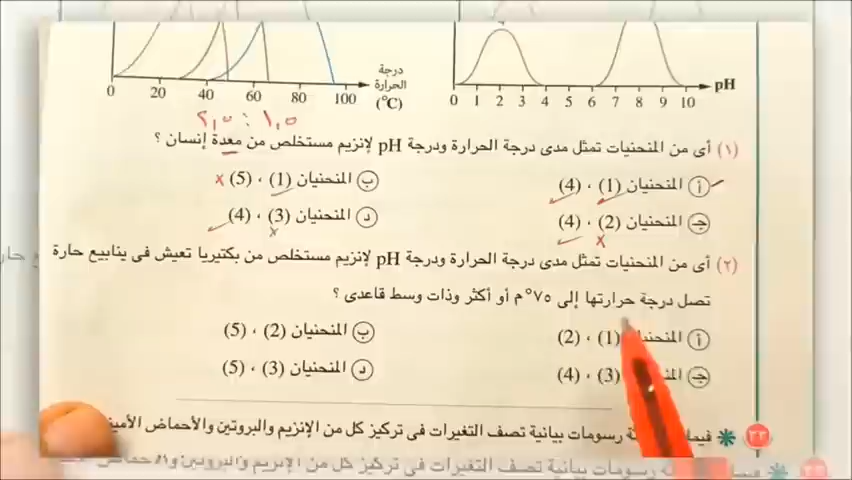 درجة
الحرارة
(°C)
0 20 40 60 80 100
0 1 2 3 4 5 6 7 8 9 10
pH
١,٥ : ٢,٥
(١) أى من المنحنيات تمثل مدى درجة الحرارة ودرجة pH لإنزيم مستخلص من معدة إنسان ؟
أ المنحنيان (1) ، (4)
ب المنحنيان (1) ، (5)
جـ المنحنيان (2) ، (4)
د المنحنيان (3) ، (4)
(٢) أى من المنحنيات تمثل مدى درجة الحرارة ودرجة pH لإنزيم مستخلص من بكتيريا تعيش فى ينابيع حارة
تصل درجة حرارتها إلى ٧٥°م أو أكثر وذات وسط قاعدى ؟
أ المنحنيان (1) ، (2)
ب المنحنيان (2) ، (5)
جـ (3) ، (4)
د المنحنيان (3) ، (5)
٢٣ رسومات بيانية تصف التغيرات فى تركيز كل من الإنزيم والبروتين والأحماض